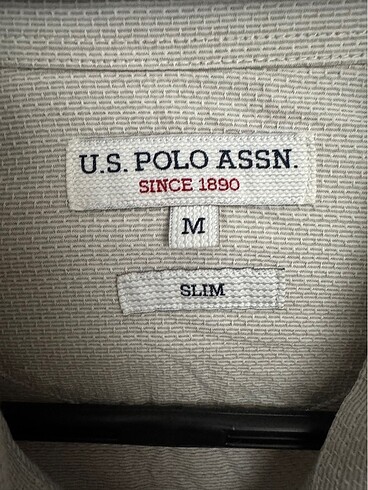 U.S. POLO ASSN.
SINCE 1890
M
SLIM